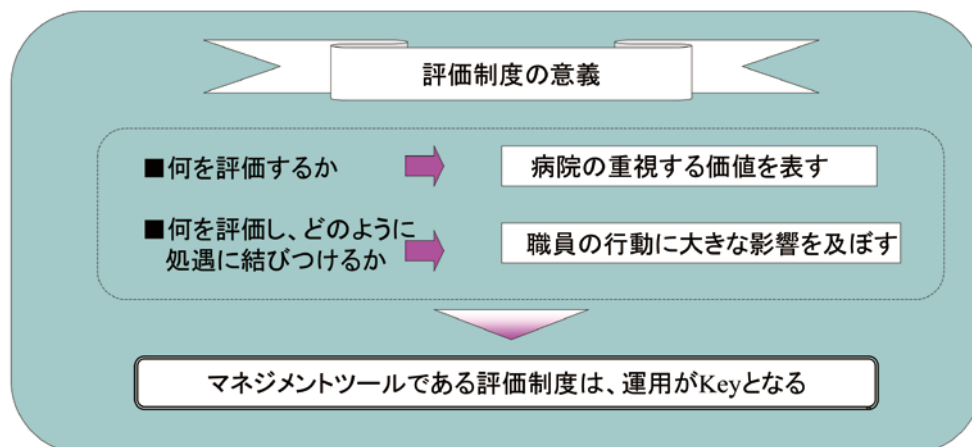 評価制度の意義
■何を評価するか
病院の重視する価値を表す
■何を評価し、どのように
処遇に結びつけるか
職員の行動に大きな影響を及ぼす
マネジメントツールである評価制度は、運用がKeyとなる